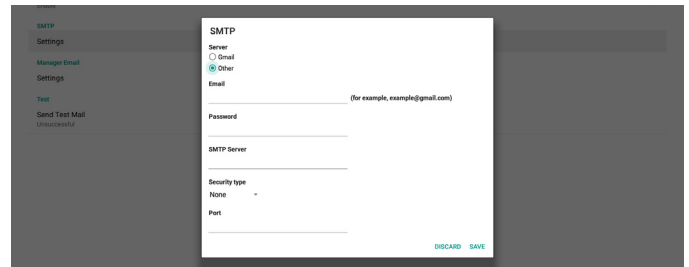 Enable
SMTP
Settings
Manager Email
Settings
Test
Send Test Mail
Unsuccessful
SMTP
Server
Gmail
Other
Email
(for example, example@gmail.com)
Password
SMTP Server
Security type
None
Port
DISCARD SAVE